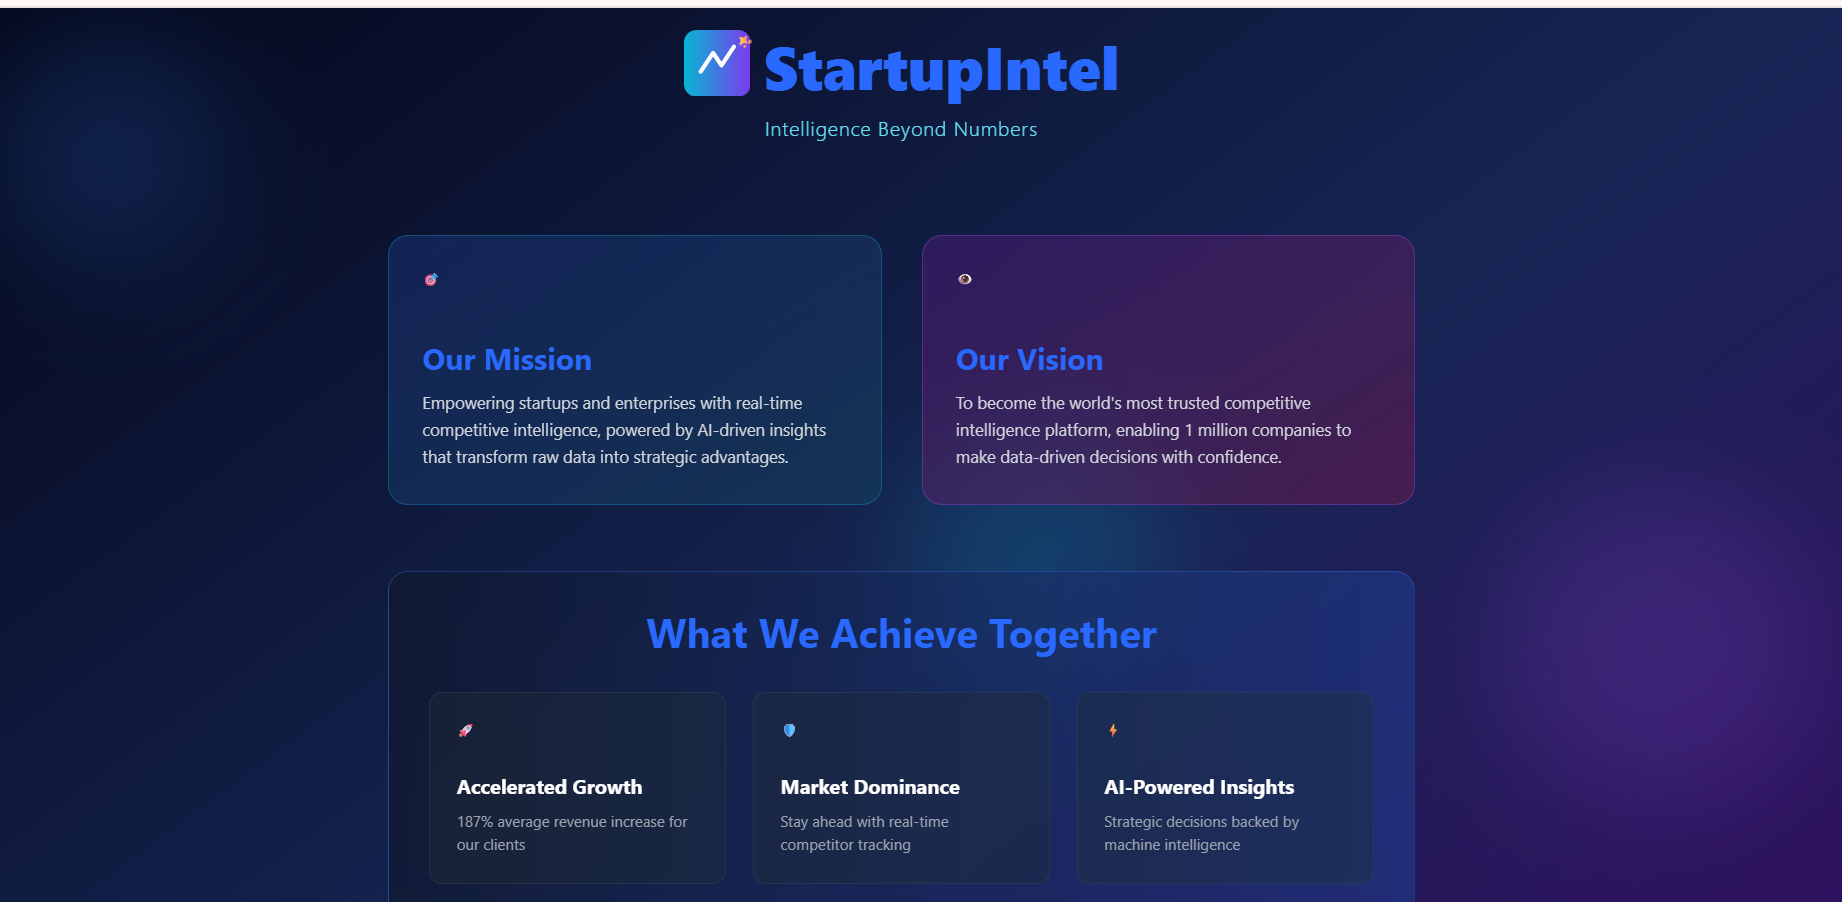 StartupIntel
Intelligence Beyond Numbers
Our Mission
Empowering startups and enterprises with real-time
competitive intelligence, powered by AI-driven insights
that transform raw data into strategic advantages.
Our Vision
To become the world's most trusted competitive
intelligence platform, enabling 1 million companies to
make data-driven decisions with confidence.
What We Achieve Together
Accelerated Growth
187% average revenue increase for
our clients
Market Dominance
Stay ahead with real-time
competitor tracking
AI-Powered Insights
Strategic decisions backed by
machine intelligence